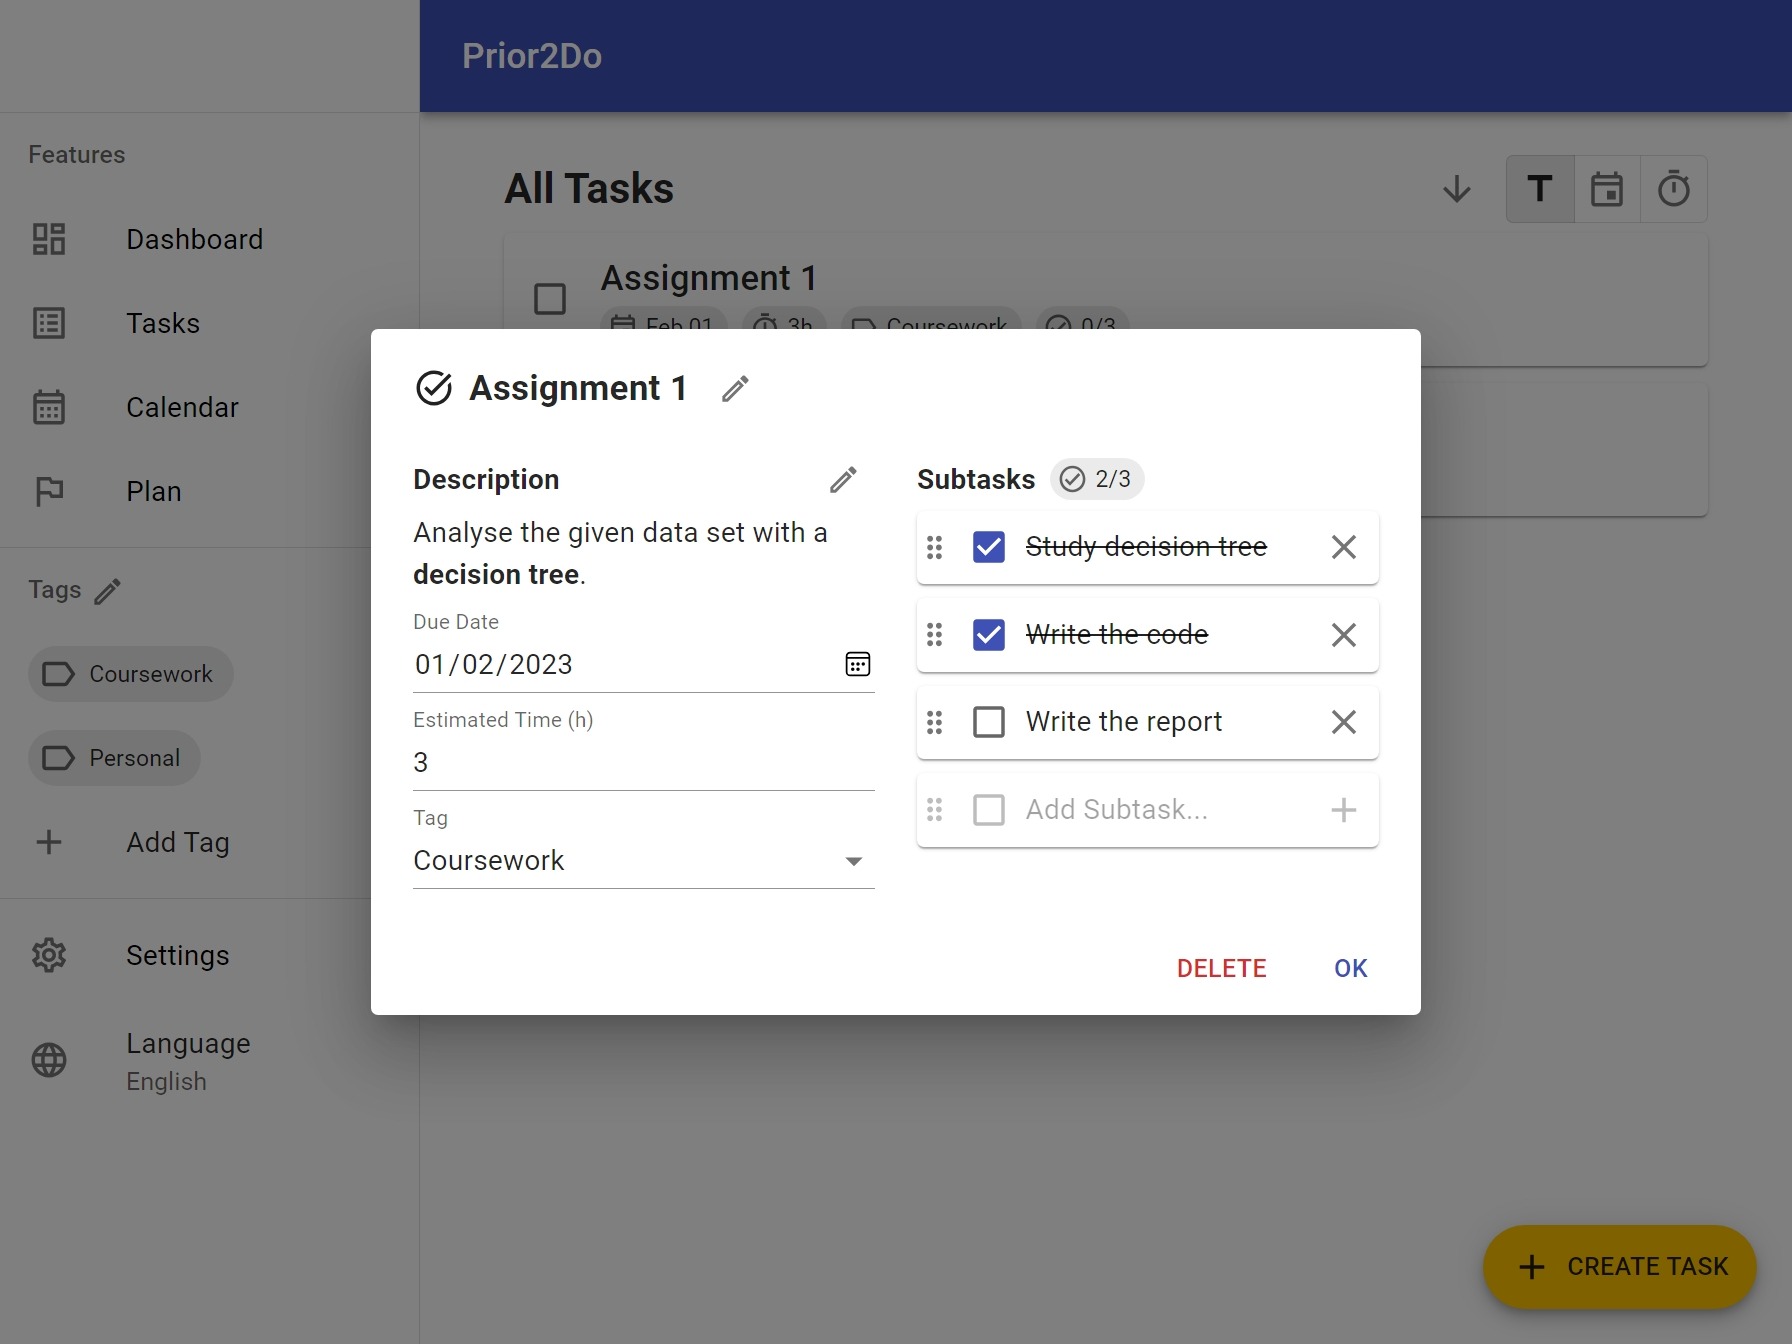 Prior2Do
Features
Dashboard
Tasks
Calendar
Plan
Tags
Coursework
Personal
Add Tag
Settings
Language
English
All Tasks
T
Assignment 1
Feb 01 3h Coursework 0/3
Assignment 1
Description
Analyse the given data set with a
decision tree.
Due Date
01/02/2023
Estimated Time (h)
3
Tag
Coursework
Subtasks 2/3
Study decision tree
Write the code
Write the report
Add Subtask...
DELETE OK
CREATE TASK